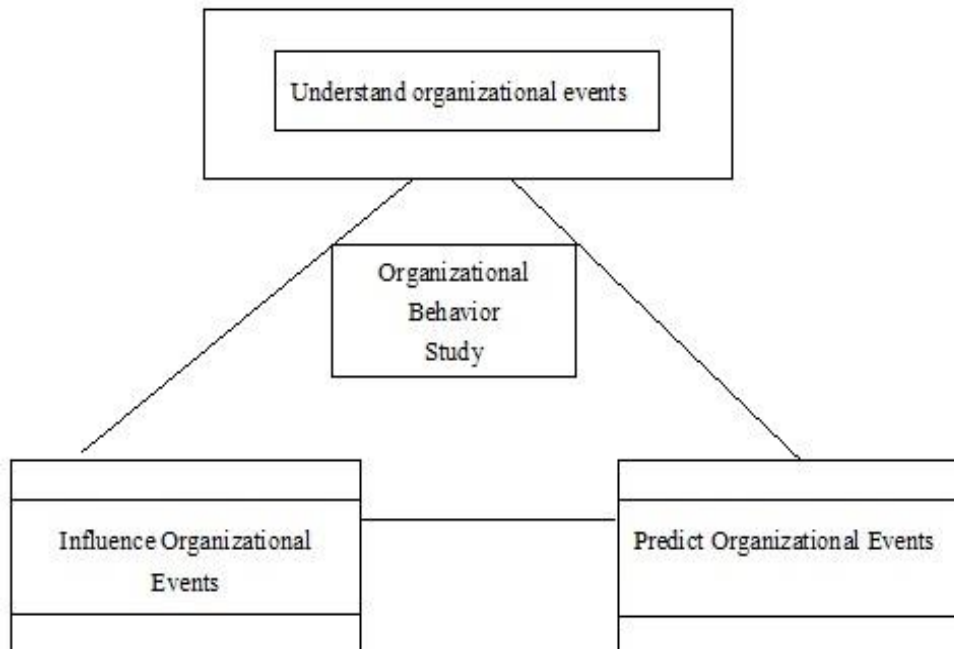 Understand organizational events
Organizational
Behavior
Study
Influence Organizational
Events
Predict Organizational Events